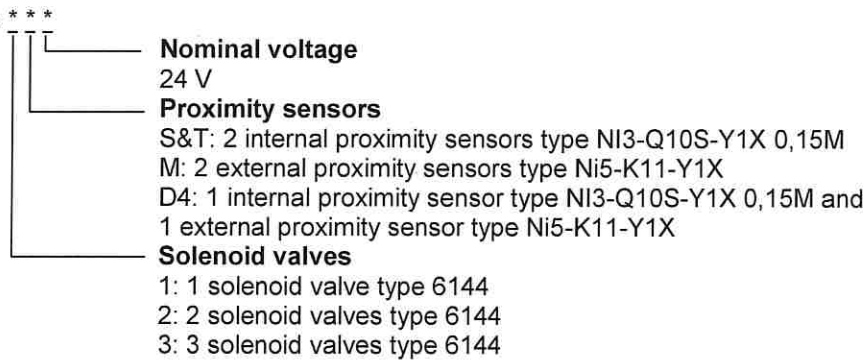 * * *
Nominal voltage
24 V
Proximity sensors
S&T: 2 internal proximity sensors type NI3-Q10S-Y1X 0,15M
M: 2 external proximity sensors type Ni5-K11-Y1X
D4: 1 internal proximity sensor type NI3-Q10S-Y1X 0,15M and
1 external proximity sensor type Ni5-K11-Y1X
Solenoid valves
1: 1 solenoid valve type 6144
2: 2 solenoid valves type 6144
3: 3 solenoid valves type 6144